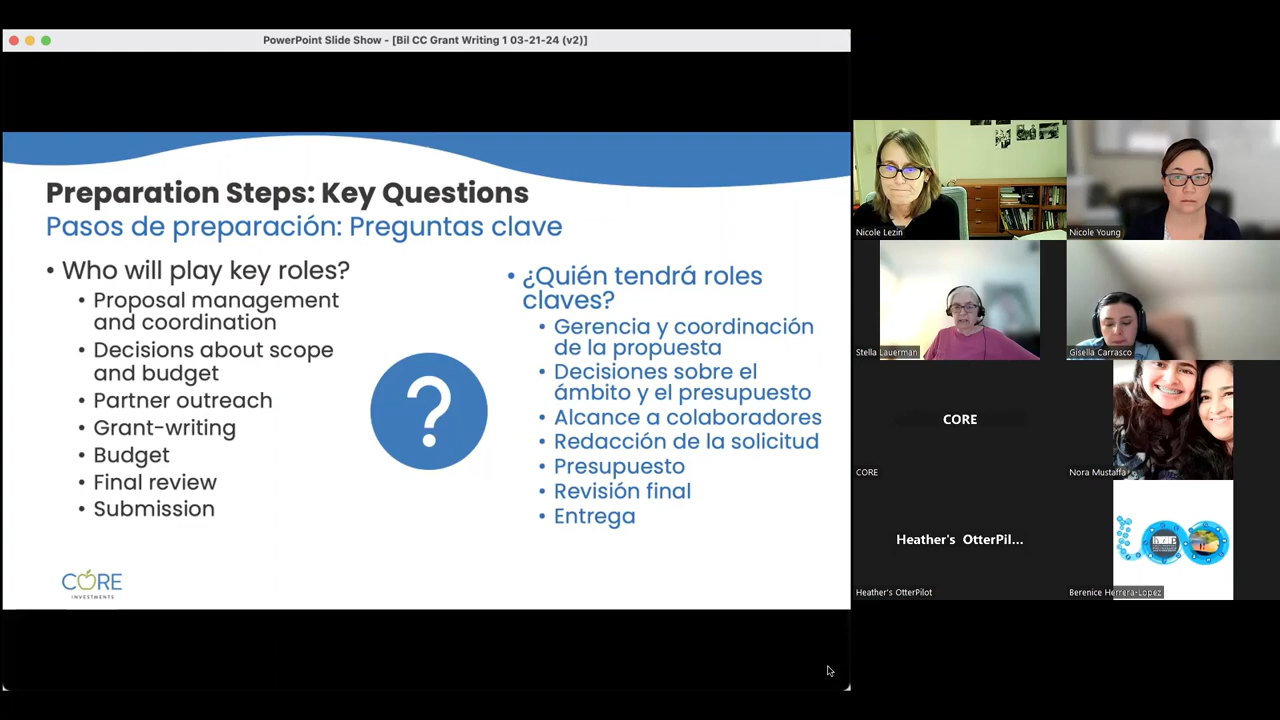 PowerPoint Slide Show - [Bil CC Grant Writing 1 03-21-24 (v2)]
Preparation Steps: Key Questions
Pasos de preparación: Preguntas clave
• Who will play key roles?
• Proposal management
and coordination
• Decisions about scope
and budget
• Partner outreach
• Grant-writing
• Budget
• Final review
• Submission
?
• ¿Quién tendrá roles
claves?
• Gerencia y coordinación
de la propuesta
• Decisiones sobre el
ámbito y el presupuesto
• Alcance a colaboradores
• Redacción de la solicitud
• Presupuesto
• Revisión final
• Entrega
CORE
INVESTMENTS
Nicole Lezin
Nicole Young
Stella Lauerman
Gisella Carrasco
CORE
CORE
Nora Mustaffa
Heather's OtterPil...
Heather's OtterPilot
Berenice Herrera-Lopez